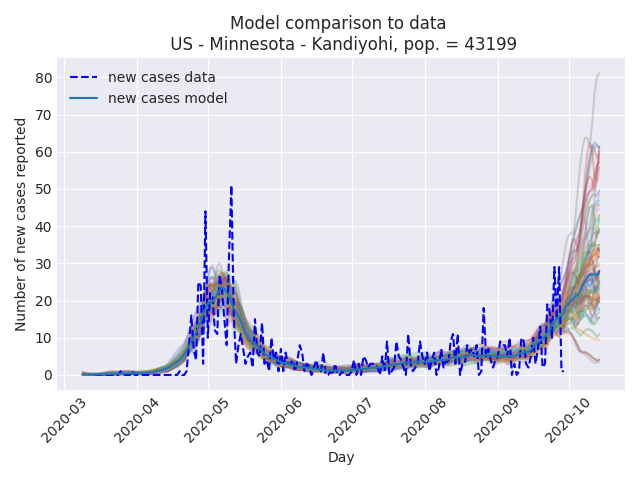 Model comparison to data
US - Minnesota - Kandiyohi, pop. = 43199
new cases data
new cases model
Number of new cases reported
80
70
60
50
40
30
20
10
0
2020-03
2020-04
2020-05
2020-06
2020-07
2020-08
2020-09
2020-10
Day